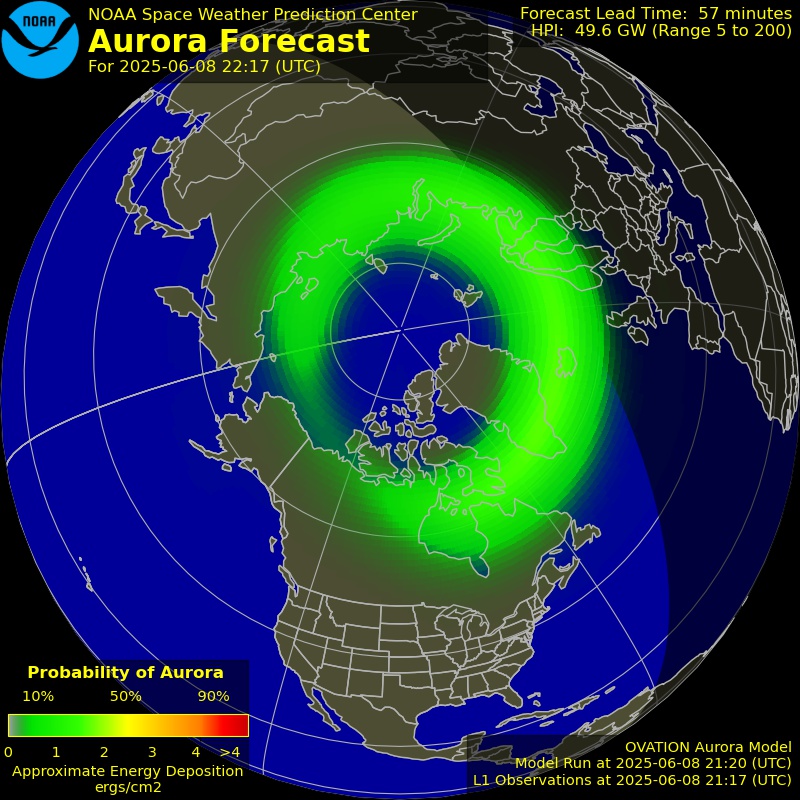 NOAA
NOAA Space Weather Prediction Center
Aurora Forecast
For 2025-06-08 22:17 (UTC)
Forecast Lead Time: 57 minutes
HPI: 49.6 GW (Range 5 to 200)
Probability of Aurora
10% 50% 90%
0 1 2 3 4 >4
Approximate Energy Deposition
ergs/cm2
OVATION Aurora Model
Model Run at 2025-06-08 21:20 (UTC)
L1 Observations at 2025-06-08 21:17 (UTC)